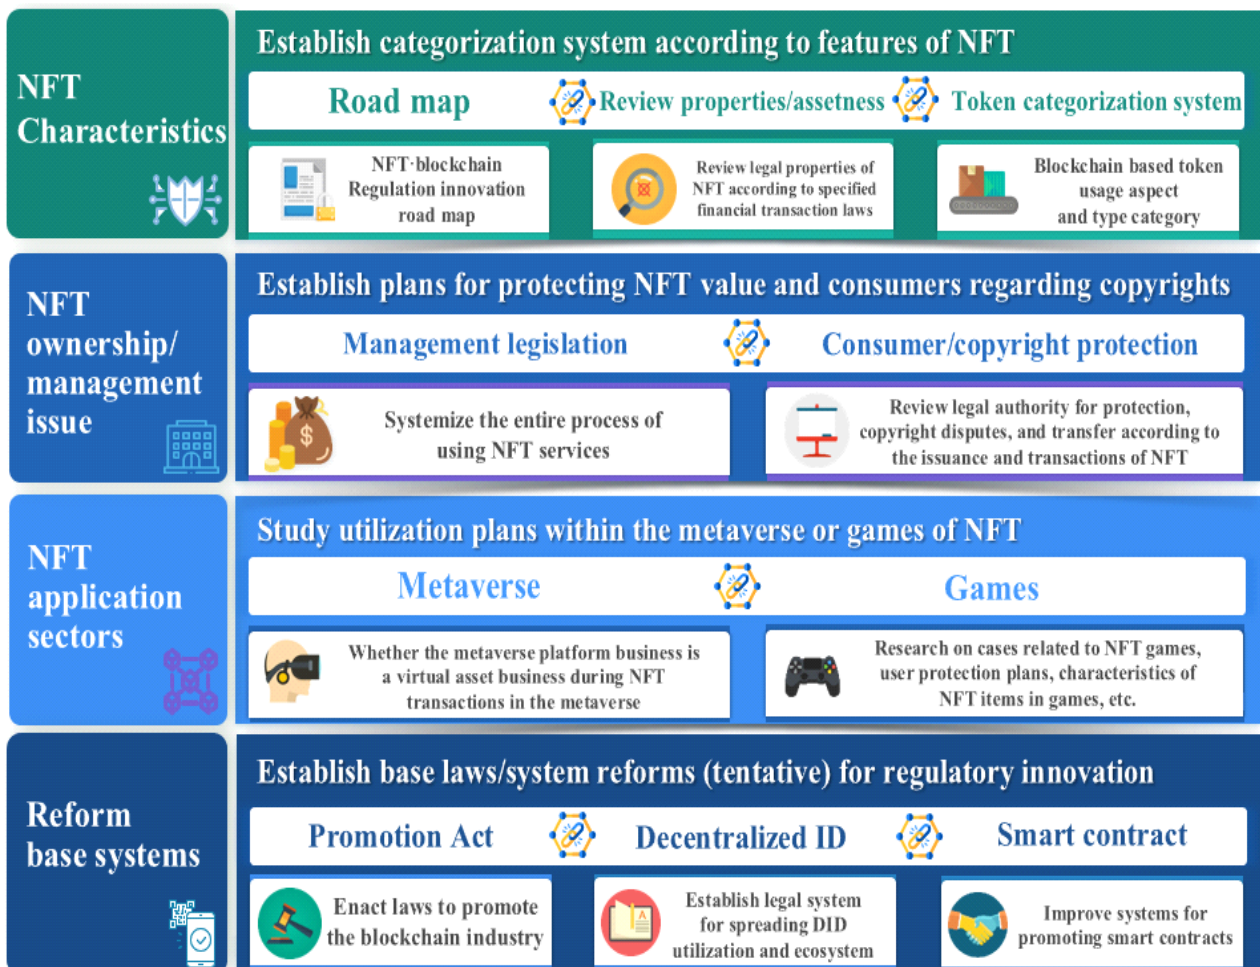 NFT
Characteristics
Establish categorization system according to features of NFT
Road map
Review properties/assetness
Token categorization system
NFT·blockchain
Regulation innovation
road map
Review legal properties of
NFT according to specified
financial transaction laws
Blockchain based token
usage aspect
and type category
NFT
ownership/
management
issue
Establish plans for protecting NFT value and consumers regarding copyrights
Management legislation
Consumer/copyright protection
$
Systemize the entire process of
using NFT services
Review legal authority for protection,
copyright disputes, and transfer according to
the issuance and transactions of NFT
NFT
application
sectors
Study utilization plans within the metaverse or games of NFT
Metaverse
Games
Whether the metaverse platform business is
a virtual asset business during NFT
transactions in the metaverse
Research on cases related to NFT games,
user protection plans, characteristics of
NFT items in games, etc.
Reform
base systems
Establish base laws/system reforms (tentative) for regulatory innovation
Promotion Act
Decentralized ID
Smart contract
Enact laws to promote
the blockchain industry
A
Establish legal system
for spreading DID
utilization and ecosystem
Improve systems for
promoting smart contracts